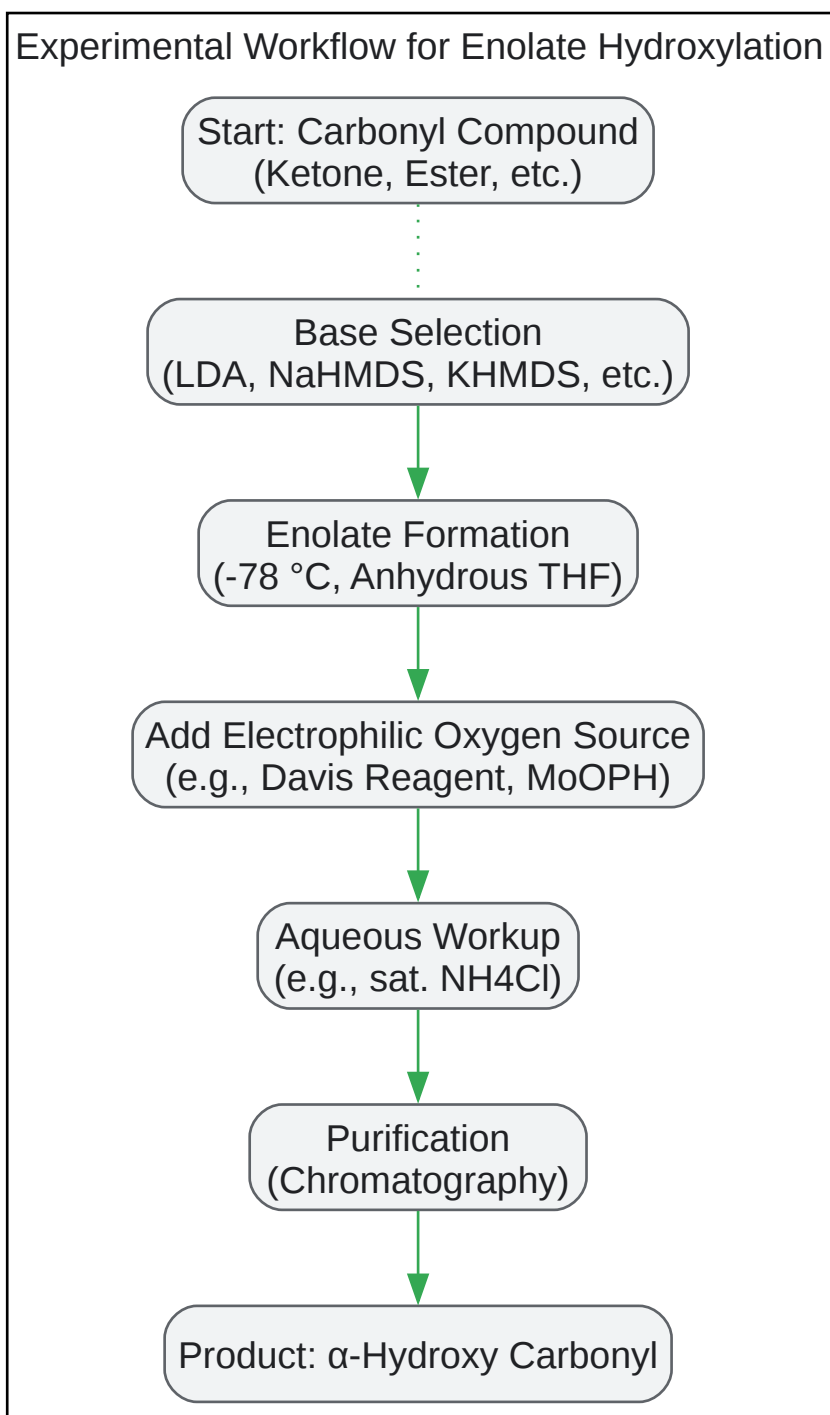 Experimental Workflow for Enolate Hydroxylation
Start: Carbonyl Compound
(Ketone, Ester, etc.)
Base Selection
(LDA, NaHMDS, KHMDS, etc.)
Enolate Formation
(-78 °C, Anhydrous THF)
Add Electrophilic Oxygen Source
(e.g., Davis Reagent, MoOPH)
Aqueous Workup
(e.g., sat. NH4Cl)
Purification
(Chromatography)
Product: α-Hydroxy Carbonyl